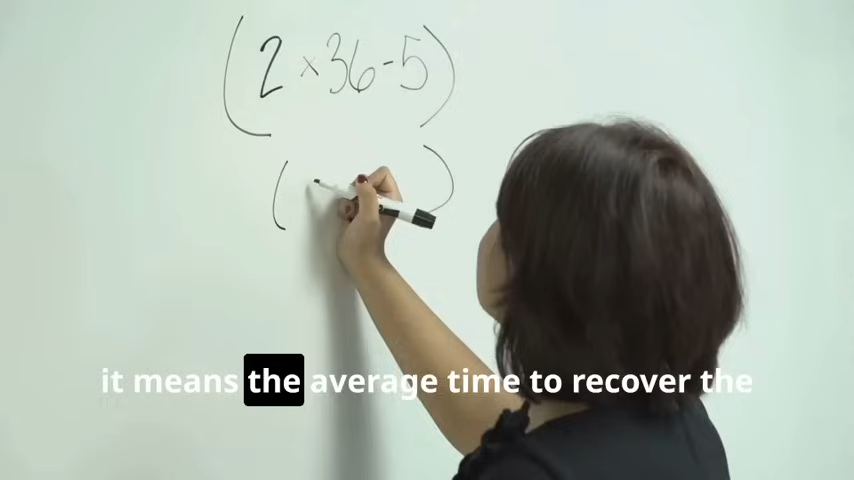 (2 × 36 - 5)
( )
it means the average time to recover the